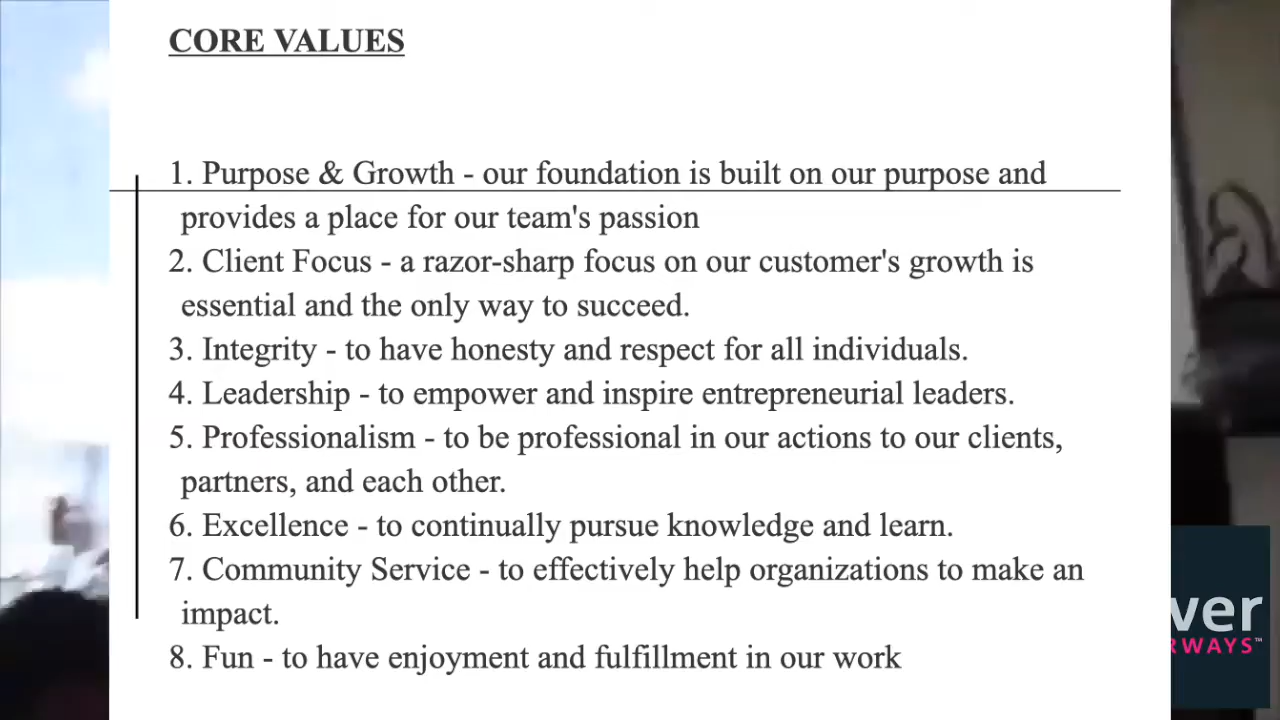 CORE VALUES
1. Purpose & Growth - our foundation is built on our purpose and
provides a place for our team's passion
2. Client Focus - a razor-sharp focus on our customer's growth is
essential and the only way to succeed.
3. Integrity - to have honesty and respect for all individuals.
4. Leadership - to empower and inspire entrepreneurial leaders.
5. Professionalism - to be professional in our actions to our clients,
partners, and each other.
6. Excellence - to continually pursue knowledge and learn.
7. Community Service - to effectively help organizations to make an
impact.
8. Fun - to have enjoyment and fulfillment in our work